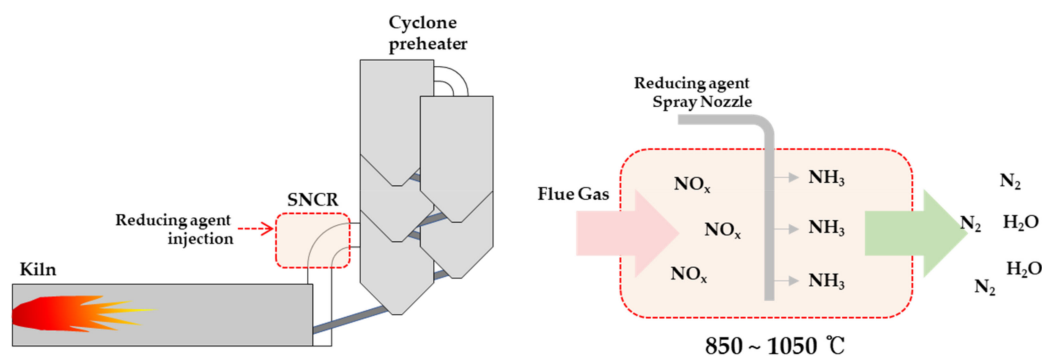 Cyclone
preheater
SNCR
Reducing agent
injection
Kiln
Reducing agent
Spray Nozzle
Flue Gas
NOₓ
NOₓ
NOₓ
NH₃
NH₃
NH₃
N₂
N₂
H₂O
H₂O
N₂
850 ~ 1050 ℃